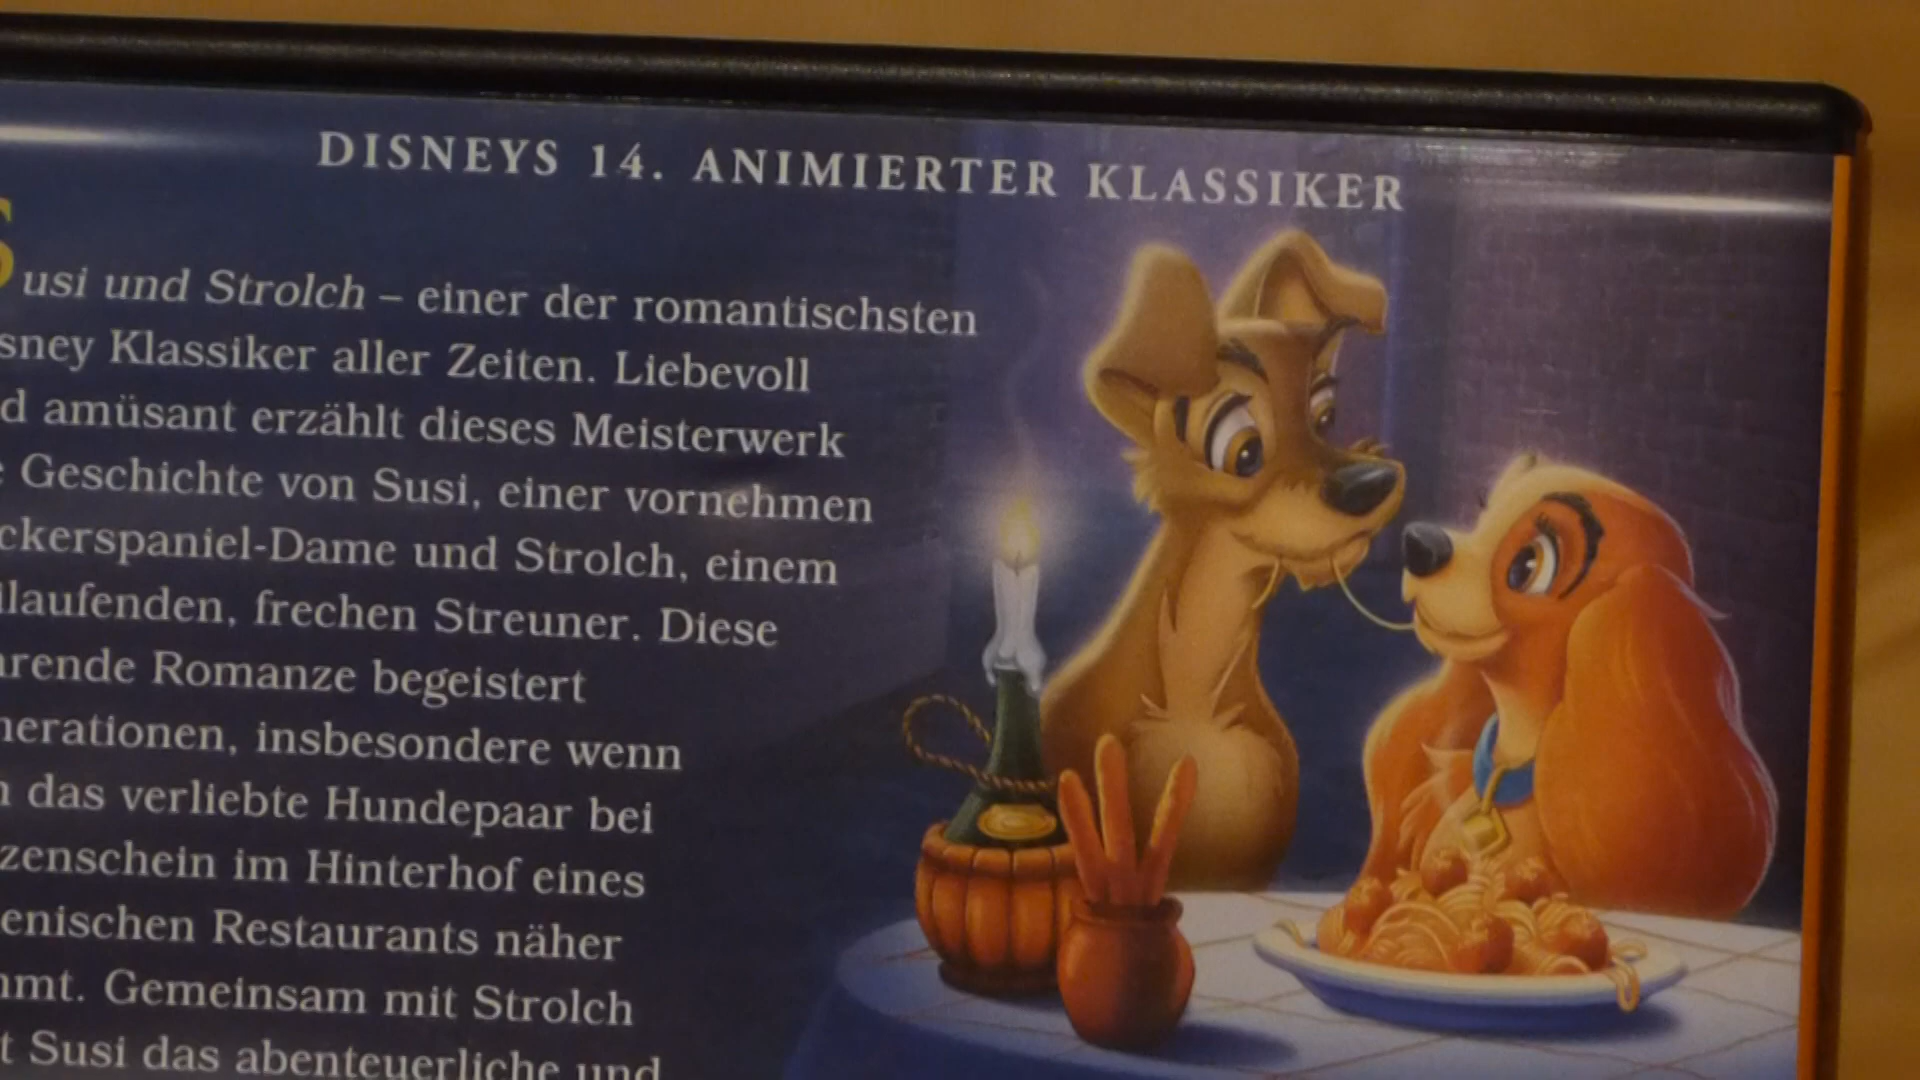 DISNEYS 14. ANIMIERTER KLASSIKER
Susi und Strolch – einer der romantischsten
sney Klassiker aller Zeiten. Liebevoll
d amüsant erzählt dieses Meisterwerk
Geschichte von Susi, einer vornehmen
ckerspaniel-Dame und Strolch, einem
laufenden, frechen Streuner. Diese
rende Romanze begeistert
nerationen, insbesondere wenn
das verliebte Hundepaar bei
zenschein im Hinterhof eines
enischen Restaurants näher
mmt. Gemeinsam mit Strolch
t Susi das abenteuerliche und